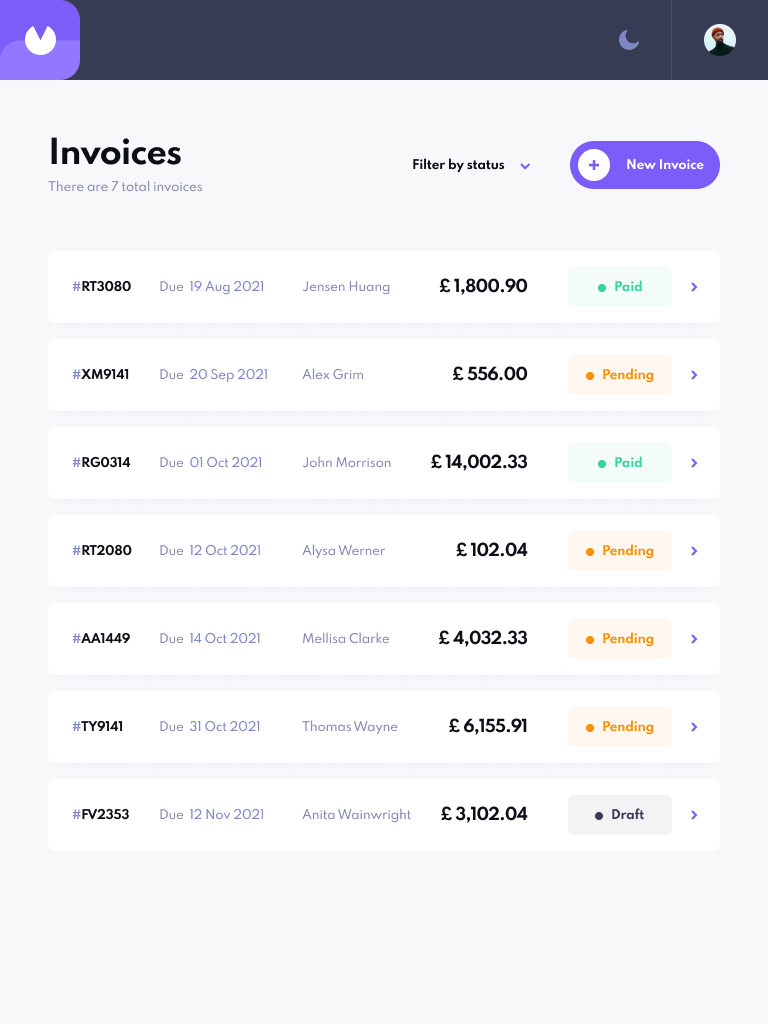 Invoices
There are 7 total invoices
Filter by status
New Invoice
#RT3080 Due 19 Aug 2021 Jensen Huang £ 1,800.90 Paid
#XM9141 Due 20 Sep 2021 Alex Grim £ 556.00 Pending
#RG0314 Due 01 Oct 2021 John Morrison £ 14,002.33 Paid
#RT2080 Due 12 Oct 2021 Alysa Werner £ 102.04 Pending
#AA1449 Due 14 Oct 2021 Mellisa Clarke £ 4,032.33 Pending
#TY9141 Due 31 Oct 2021 Thomas Wayne £ 6,155.91 Pending
#FV2353 Due 12 Nov 2021 Anita Wainwright £ 3,102.04 Draft